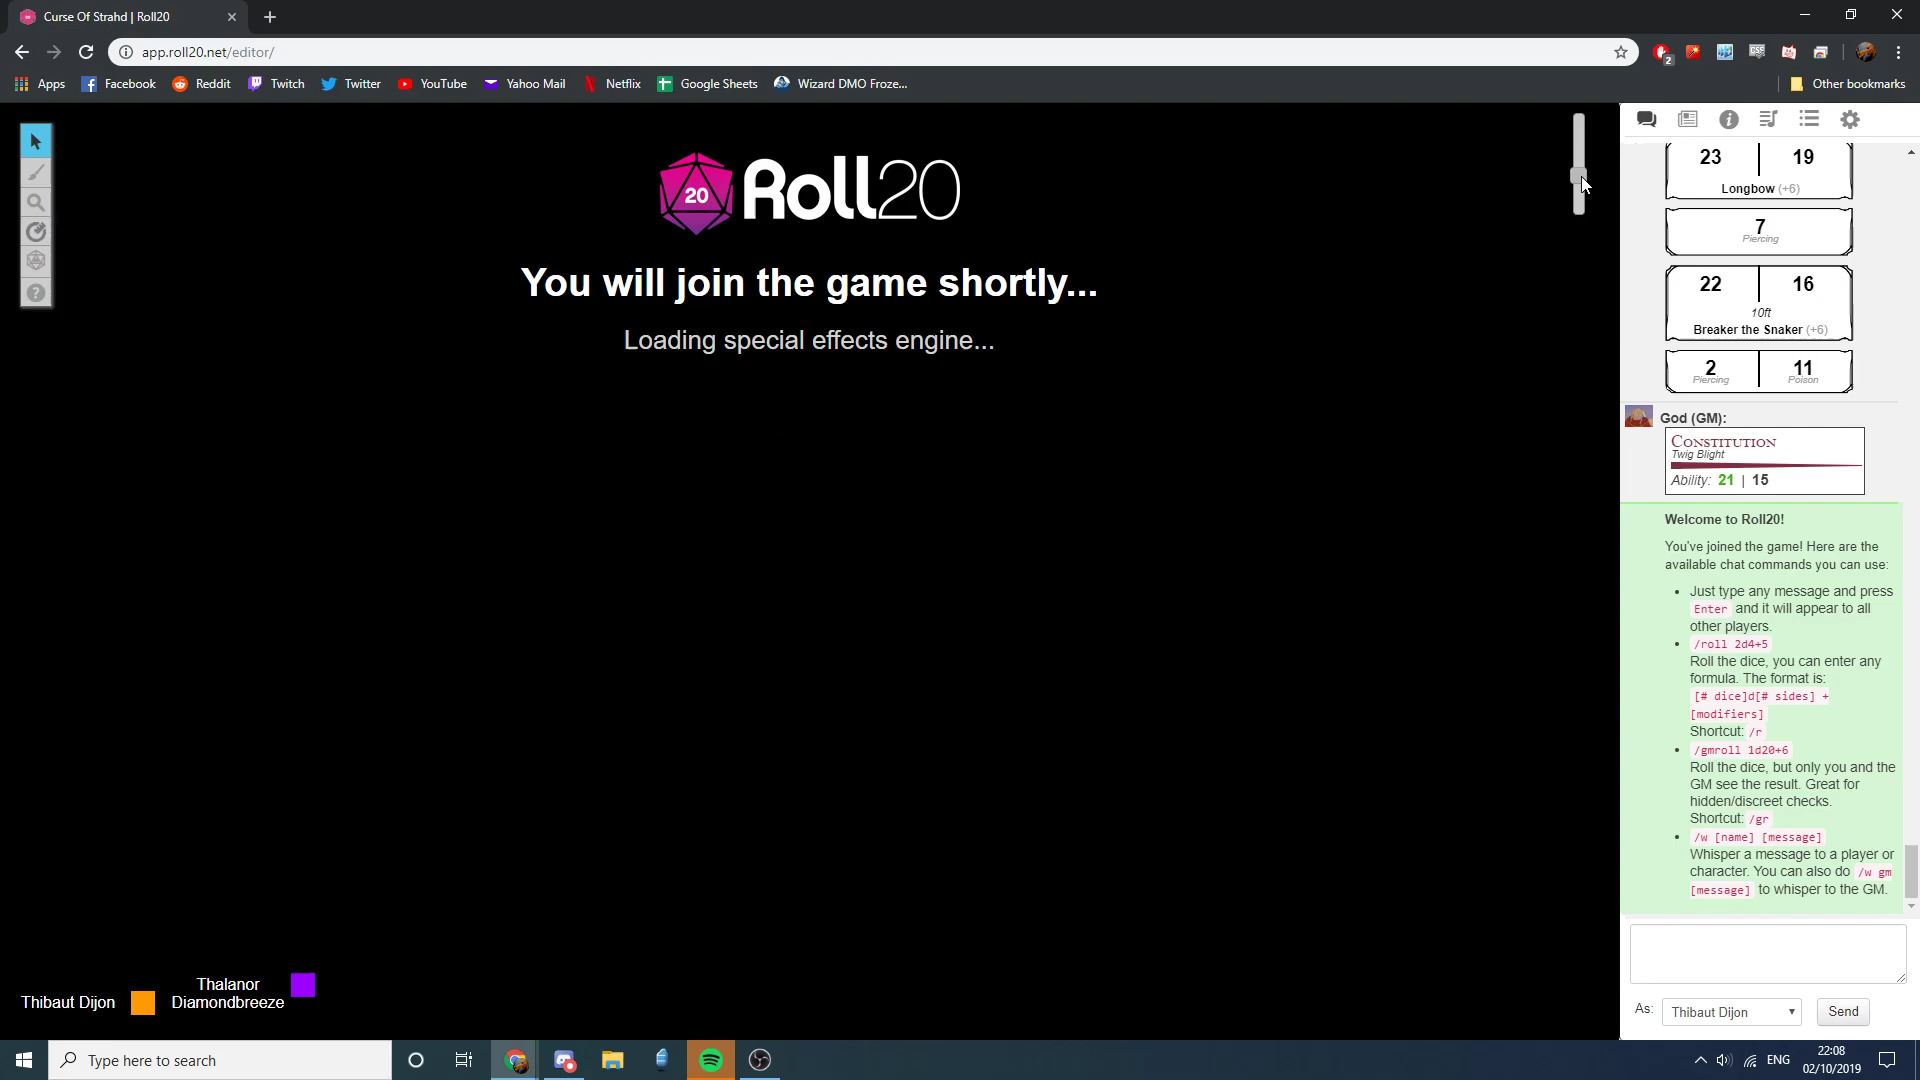 Curse Of Strahd | Roll20
app.roll20.net/editor/
2
GSP
Apps
Facebook
Reddit
Twitch
Twitter
YouTube
Yahoo Mail
Netflix
Google Sheets
Wizard DMO Froze...
Other bookmarks
20 Roll20
You will join the game shortly...
Loading special effects engine...
Thibaut Dijon
Thalanor
Diamondbreeze
23 19
Longbow (+6)
7
Piercing
22 16
10ft
Breaker the Snaker (+6)
2 11
Piercing Poison
God (GM):
CONSTITUTION
Twig Blight
Ability: 21 | 15
Welcome to Roll20!
You've joined the game! Here are the
available chat commands you can use:
• Just type any message and press
Enter and it will appear to all
other players.
• /roll 2d4+5
Roll the dice, you can enter any
formula. The format is:
[# dice]d[# sides] +
[modifiers]
Shortcut: /r
• /gmroll 1d20+6
Roll the dice, but only you and the
GM see the result. Great for
hidden/discreet checks.
Shortcut: /gr
• /w [name] [message]
Whisper a message to a player or
character. You can also do /w gm
[message] to whisper to the GM.
As: Thibaut Dijon Send
Type here to search
ENG
22:08
02/10/2019